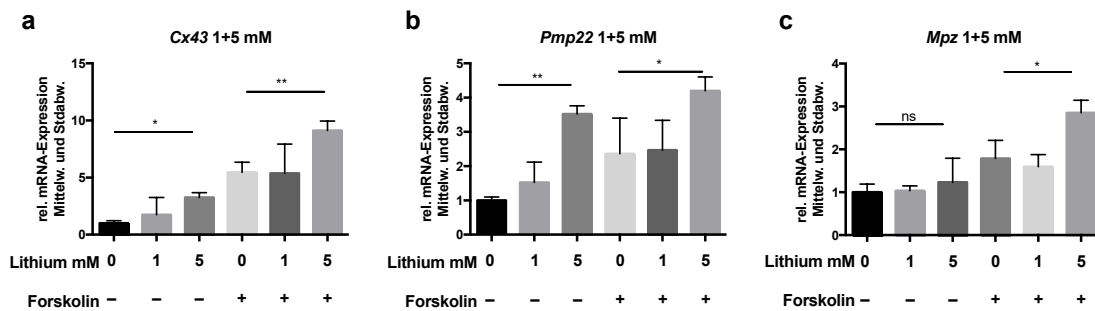 a
Cx43 1+5 mM
rel. mRNA-Expression
Mittelw. und Stdabw.
15
10
5
0
*
**
Lithium mM 0 1 5 0 1 5
Forskolin – – – + + +
b
Pmp22 1+5 mM
rel. mRNA-Expression
Mittelw. und Stdabw.
5
4
3
2
1
0
**
*
Lithium mM 0 1 5 0 1 5
Forskolin – – – + + +
c
Mpz 1+5 mM
rel. mRNA-Expression
Mittelw. und Stdabw.
4
3
2
1
0
ns
*
Lithium mM 0 1 5 0 1 5
Forskolin – – – + + +